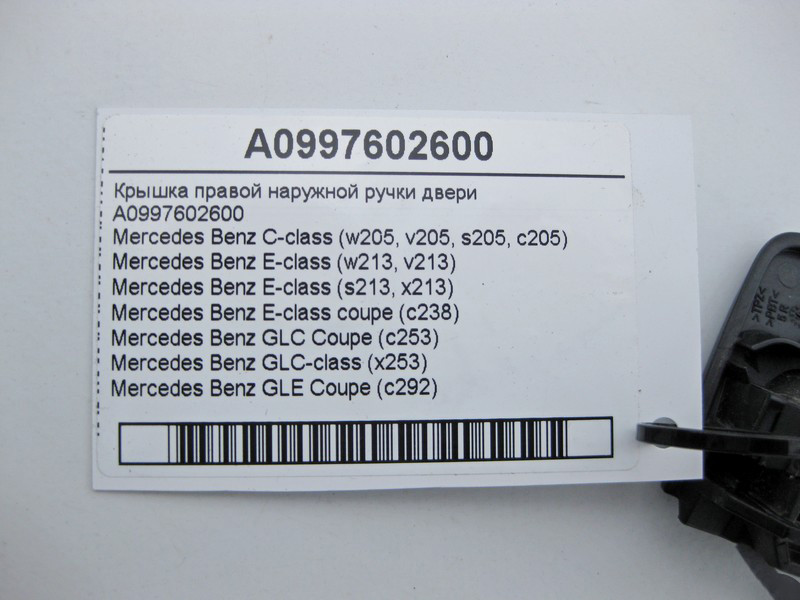 A0997602600
Крышка правой наружной ручки двери
A0997602600
Mercedes Benz C-class (w205, v205, s205, c205)
Mercedes Benz E-class (w213, v213)
Mercedes Benz E-class (s213, x213)
Mercedes Benz E-class coupe (c238)
Mercedes Benz GLC Coupe (c253)
Mercedes Benz GLC-class (x253)
Mercedes Benz GLE Coupe (c292)